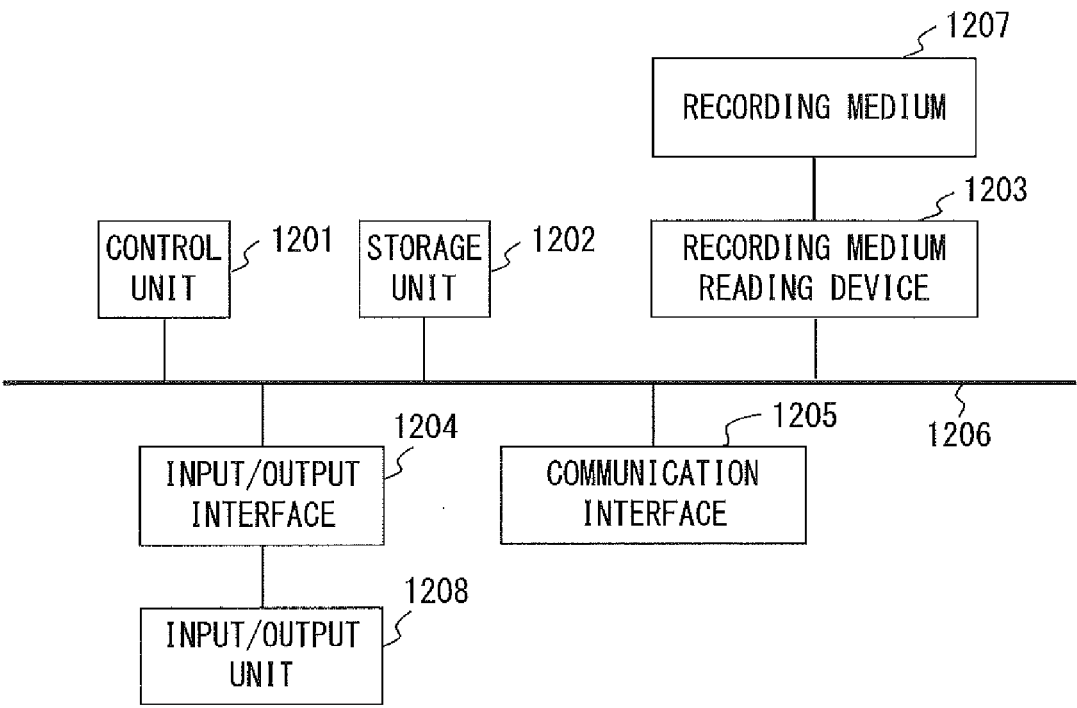 1207
RECORDING MEDIUM
1203
RECORDING MEDIUM
READING DEVICE
CONTROL
UNIT
1201
STORAGE
UNIT
1202
1206
1204
INPUT/OUTPUT
INTERFACE
1205
COMMUNICATION
INTERFACE
1208
INPUT/OUTPUT
UNIT